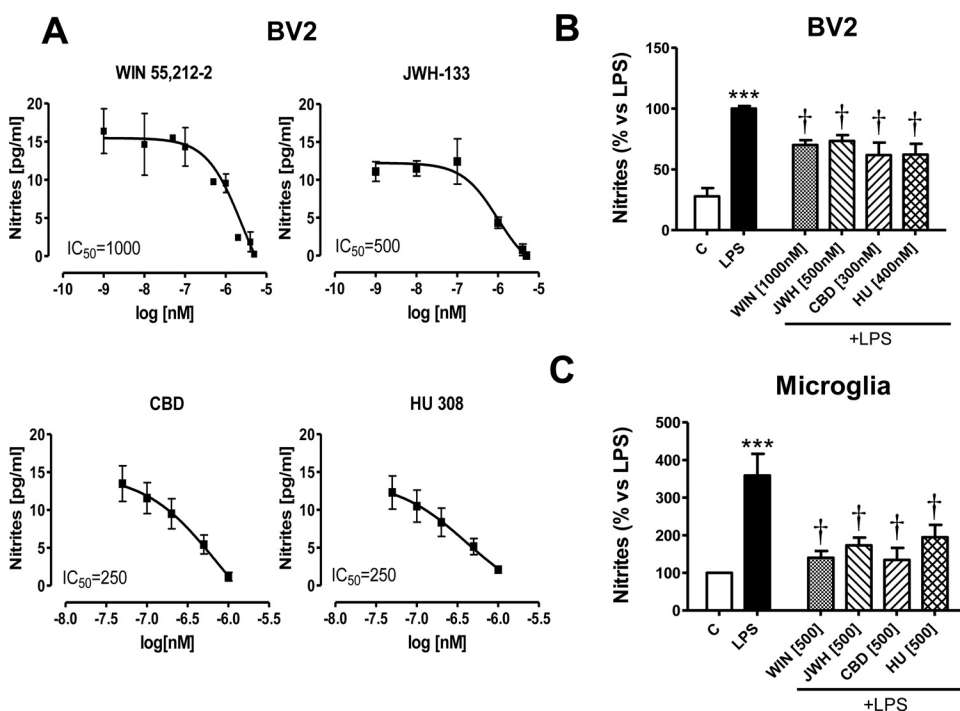 A
BV2
WIN 55,212-2
Nitrites [pg/ml]
20
15
10
5
0
IC50=1000
-10 -9 -8 -7 -6 -5
log [nM]
JWH-133
Nitrites [pg/ml]
20
15
10
5
0
IC50=500
-10 -9 -8 -7 -6 -5
log [nM]
CBD
Nitrites [pg/ml]
20
15
10
5
0
IC50=250
-8.0 -7.5 -7.0 -6.5 -6.0 -5.5
log[nM]
HU 308
Nitrites [pg/ml]
20
15
10
5
0
IC50=250
-8.0 -7.5 -7.0 -6.5 -6.0 -5.5
log[nM]
B
BV2
Nitrites (% vs LPS)
150
100
50
0
***
† † † †
C
LPS
WIN [1000nM]
JWH [500nM]
CBD [300nM]
HU [400nM]
+LPS
C
Microglia
Nitrites (% vs LPS)
500
400
300
200
100
0
***
† † † †
C
LPS
WIN [500]
JWH [500]
CBD [500]
HU [500]
+LPS